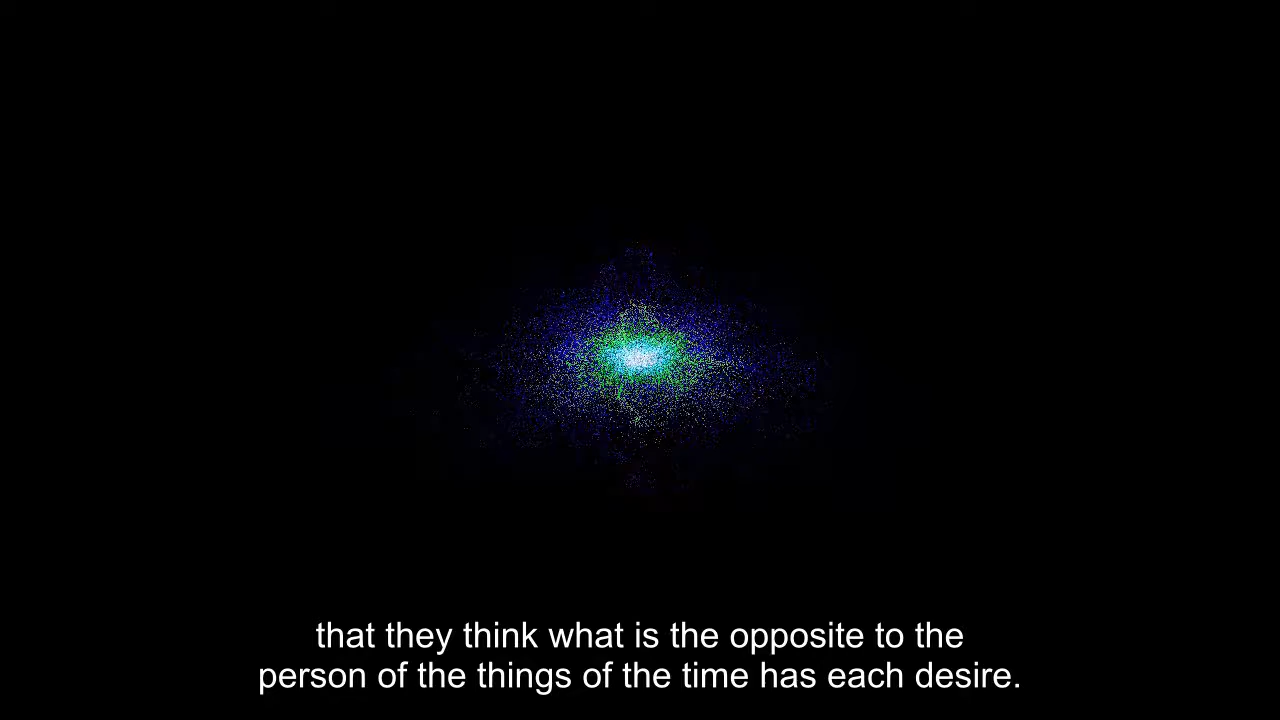 that they think what is the opposite to the
person of the things of the time has each desire.